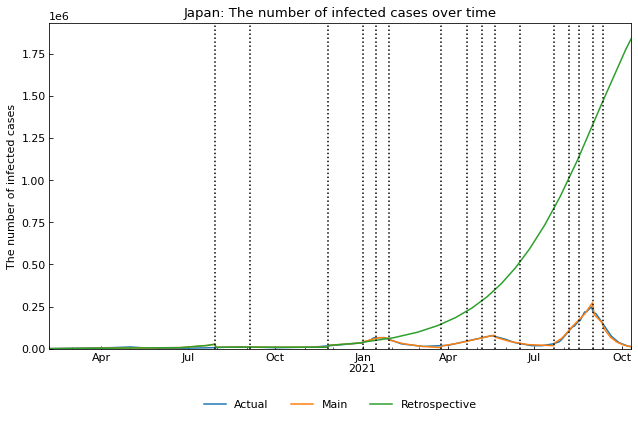 Japan: The number of infected cases over time
1e6
The number of infected cases
1.75
1.50
1.25
1.00
0.75
0.50
0.25
0.00
Apr Jul Oct Jan Apr Jul Oct
2021
Actual Main Retrospective